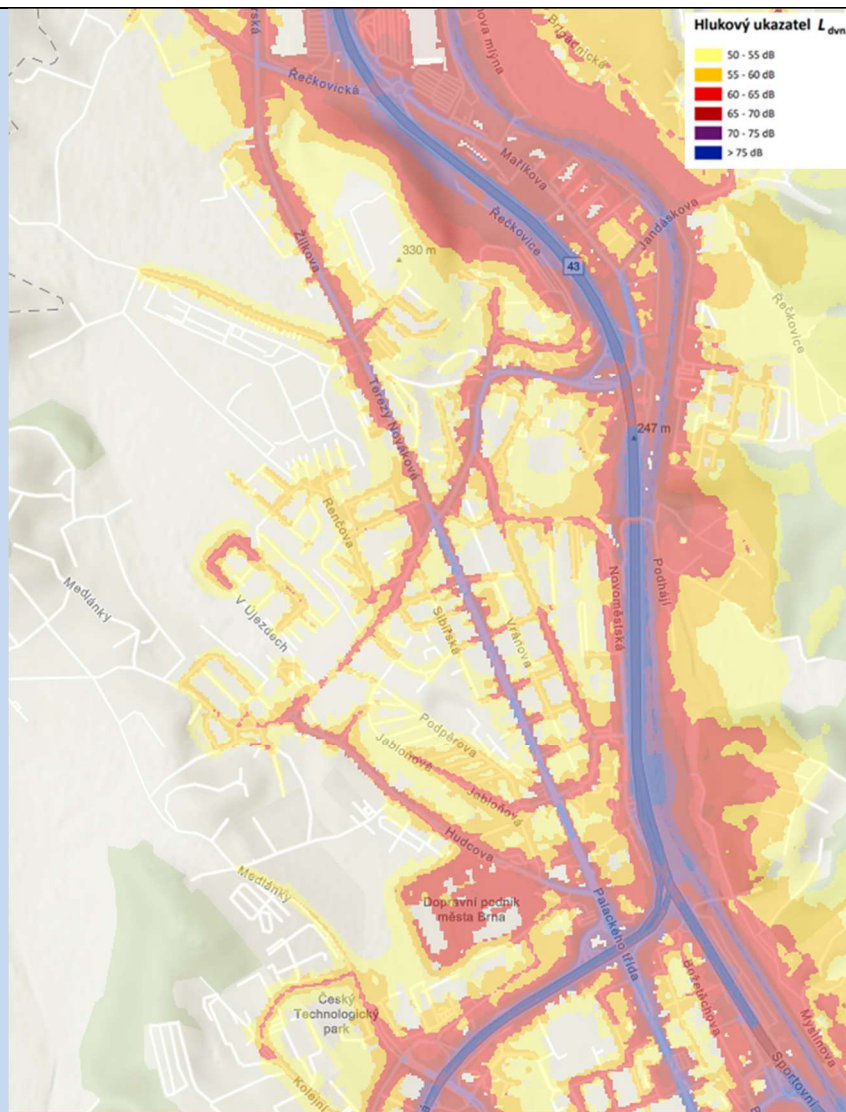 Hlukový ukazatel L dvn
50 - 55 dB
55 - 60 dB
60 - 65 dB
65 - 70 dB
70 - 75 dB
> 75 dB
Řečkovická
Maříkova
Jandáskova
Žilkova
Řečkovice
330 m
43
Řečkovice
Terezy Novákové
247 m
Renčova
Medlánky
V Újezdech
Sibiřská
Vránova
Novoměstská
Podhájí
Podpěrova
Jabloňová
Jabloňová
Hudcova
Medlánky
Dopravní podnik
města Brna
Palackého třída
Božetěchova
Český
Technologický
park
Myslínova
Kolejní
Sportovní